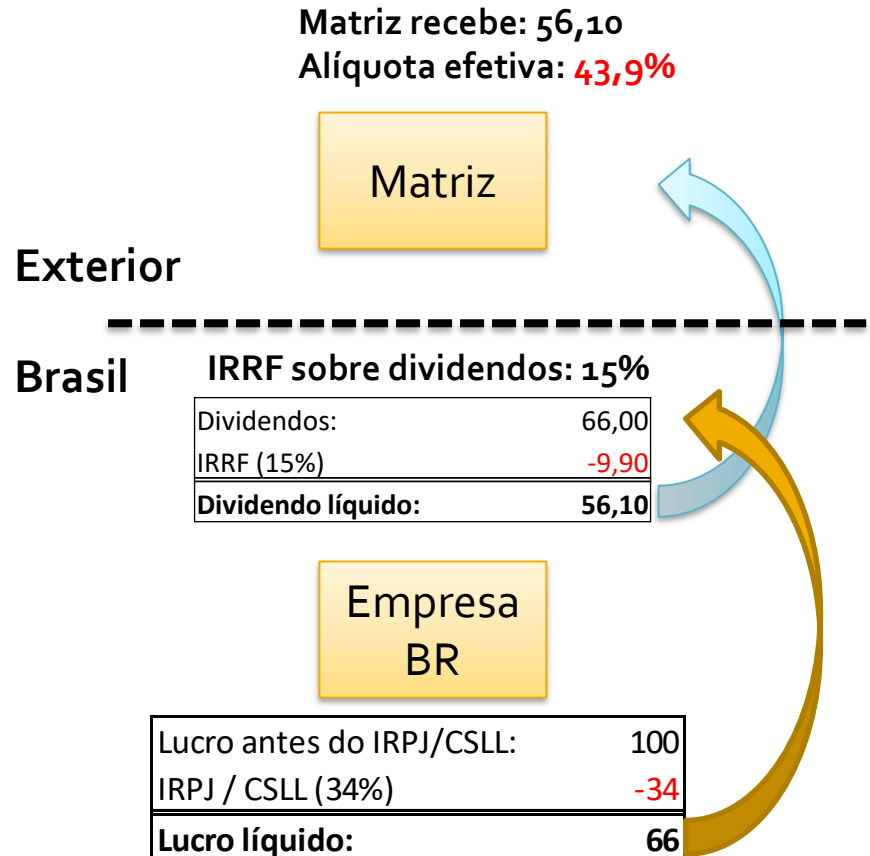 Matriz recebe: 56,10
Alíquota efetiva: 43,9%
Matriz
Exterior
Brasil
IRRF sobre dividendos: 15%
Dividendos: 66,00
IRRF (15%) -9,90
Dividendo líquido: 56,10
Empresa
BR
Lucro antes do IRPJ/CSLL: 100
IRPJ / CSLL (34%) -34
Lucro líquido: 66